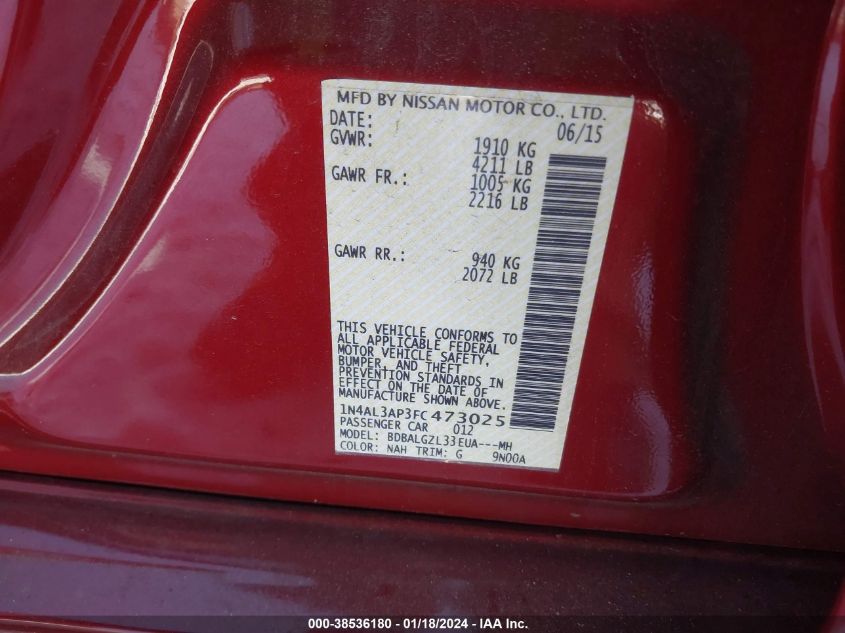 MFD BY NISSAN MOTOR CO., LTD.
DATE: 06/15
GVWR: 1910 KG
4211 LB
GAWR FR.: 1005 KG
2216 LB
GAWR RR.: 940 KG
2072 LB
THIS VEHICLE CONFORMS TO
ALL APPLICABLE FEDERAL
MOTOR VEHICLE SAFETY,
BUMPER, AND THEFT
PREVENTION STANDARDS IN
EFFECT ON THE DATE OF
MANUFACTURE SHOWN ABOVE.
1N4AL3AP3FC473025
PASSENGER CAR 012
MODEL: BDBALGZL33EUA---MH
COLOR: NAH TRIM: G 9N00A
000-38536180 - 01/18/2024 - IAA Inc.